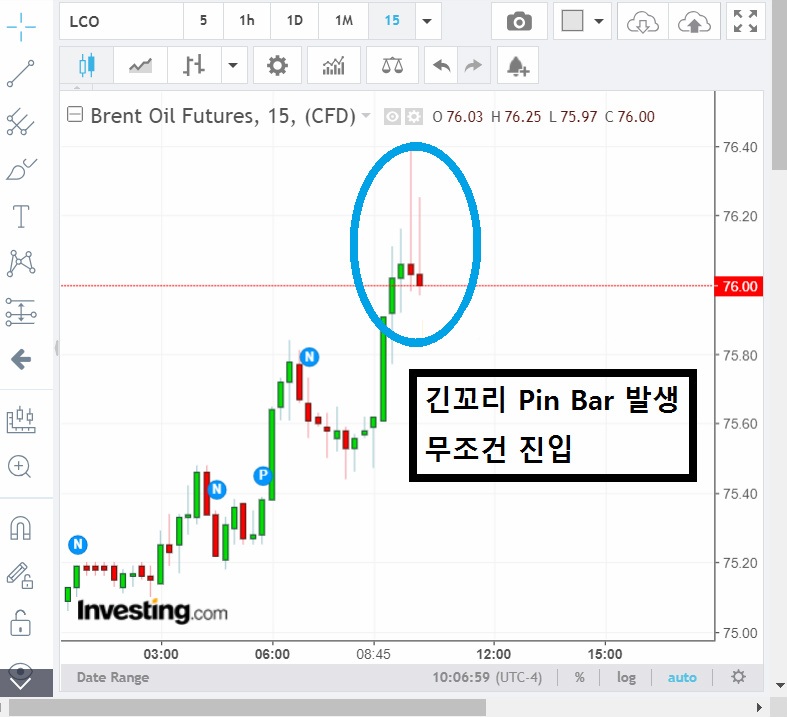 LCO 5 1h 1D 1M 15
Brent Oil Futures, 15, (CFD) O 76.03 H 76.25 L 75.97 C 76.00
76.40
76.20
76.00
75.80
75.60
75.40
75.20
75.00
긴꼬리 Pin Bar 발생
무조건 진입
N
N
P
N
T
Investing.com
03:00 06:00 08:45 12:00 15:00
Date Range 10:06:59 (UTC-4) % log auto